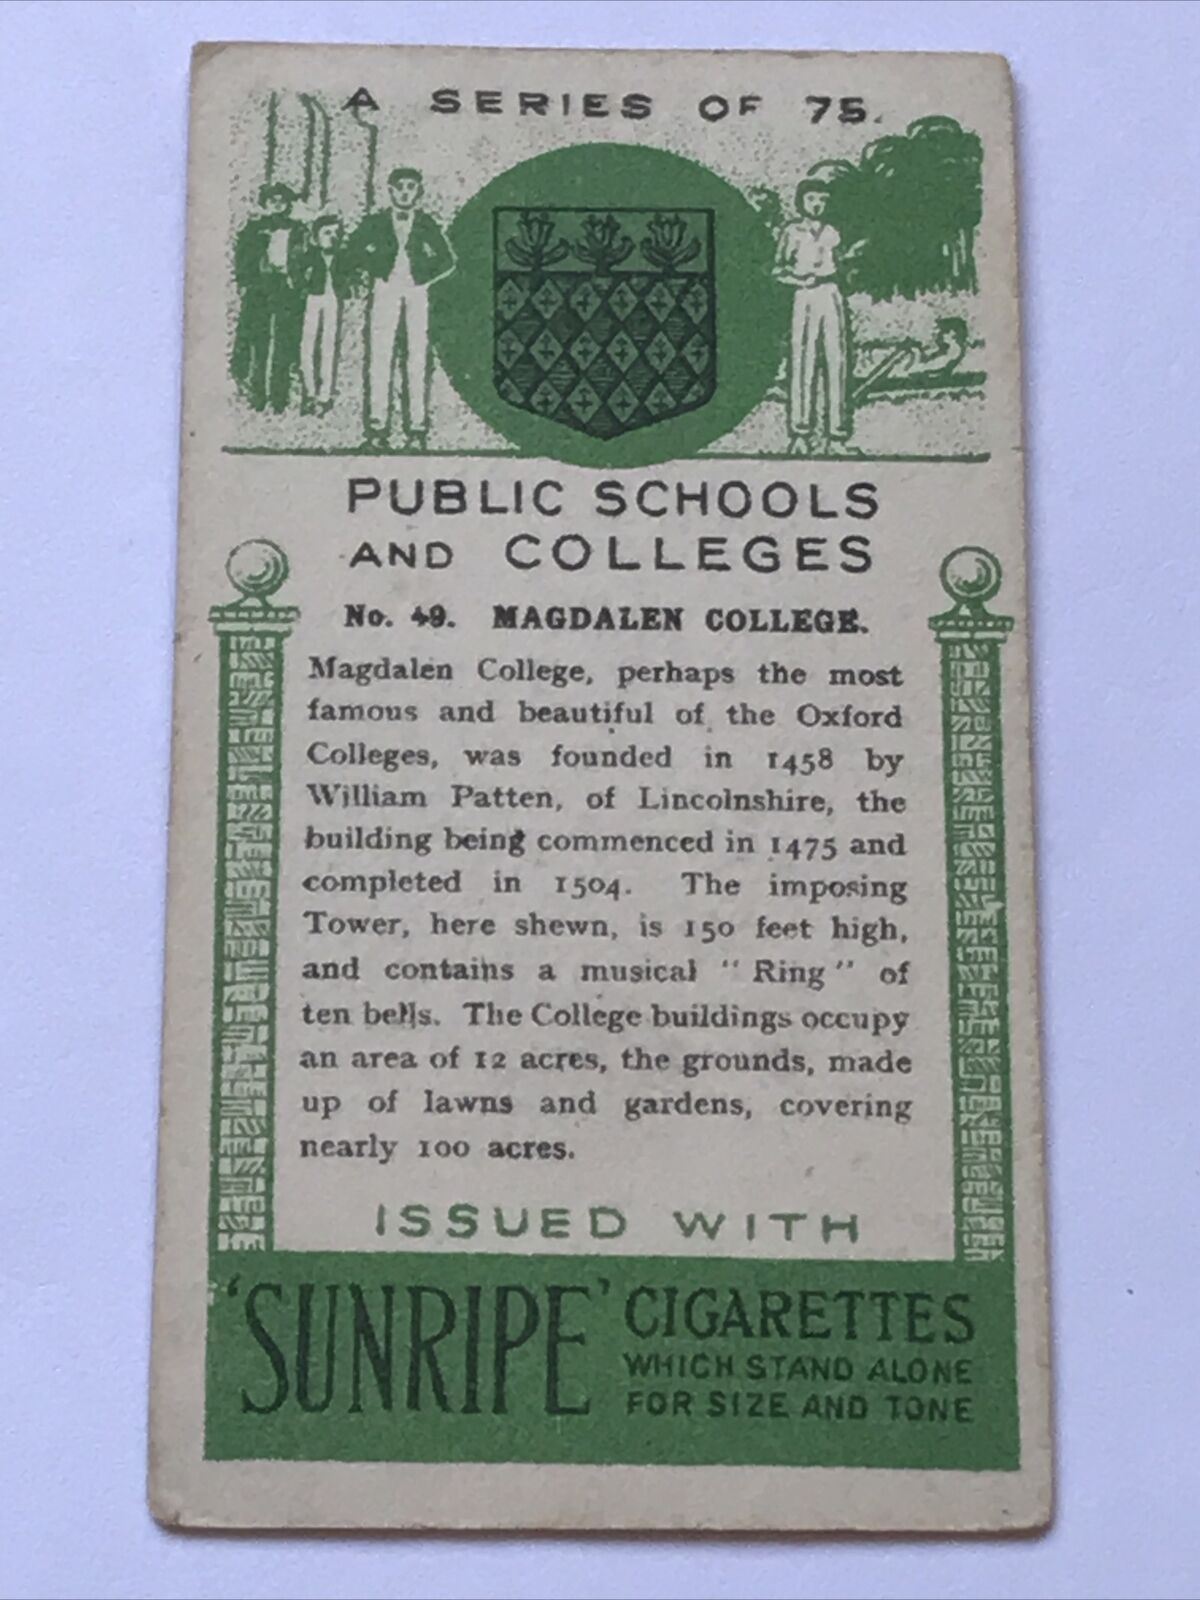 A SERIES OF 75.
PUBLIC SCHOOLS
AND COLLEGES
No. 49. MAGDALEN COLLEGE.
Magdalen College, perhaps the most
famous and beautiful of the Oxford
Colleges, was founded in 1458 by
William Patten, of Lincolnshire, the
building being commenced in 1475 and
completed in 1504. The imposing
Tower, here shewn, is 150 feet high,
and contains a musical "Ring" of
ten bells. The College buildings occupy
an area of 12 acres, the grounds, made
up of lawns and gardens, covering
nearly 100 acres.
ISSUED WITH
'SUNRIPE' CIGARETTES
WHICH STAND ALONE
FOR SIZE AND TONE